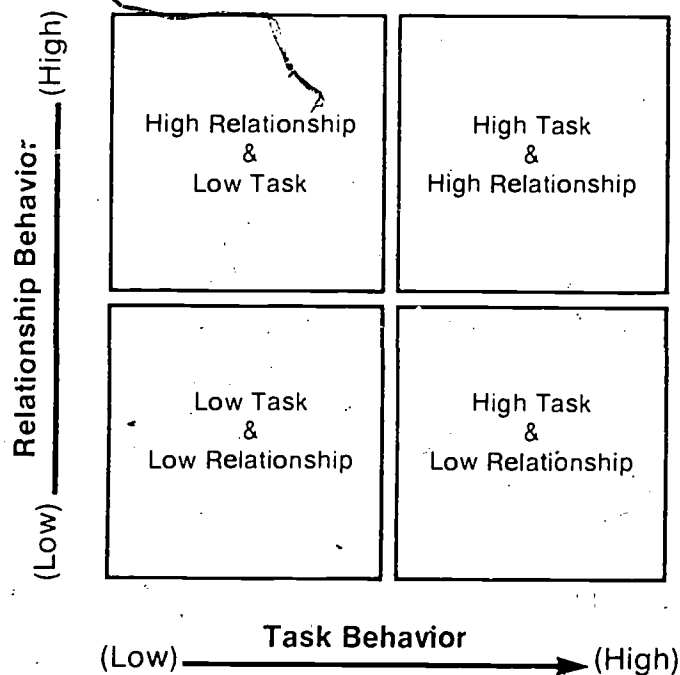 (High)
Relationship Behavior
(Low)
High Relationship
&
Low Task
High Task
&
High Relationship
Low Task
&
Low Relationship
High Task
&
Low Relationship
Task Behavior
(Low)
(High)